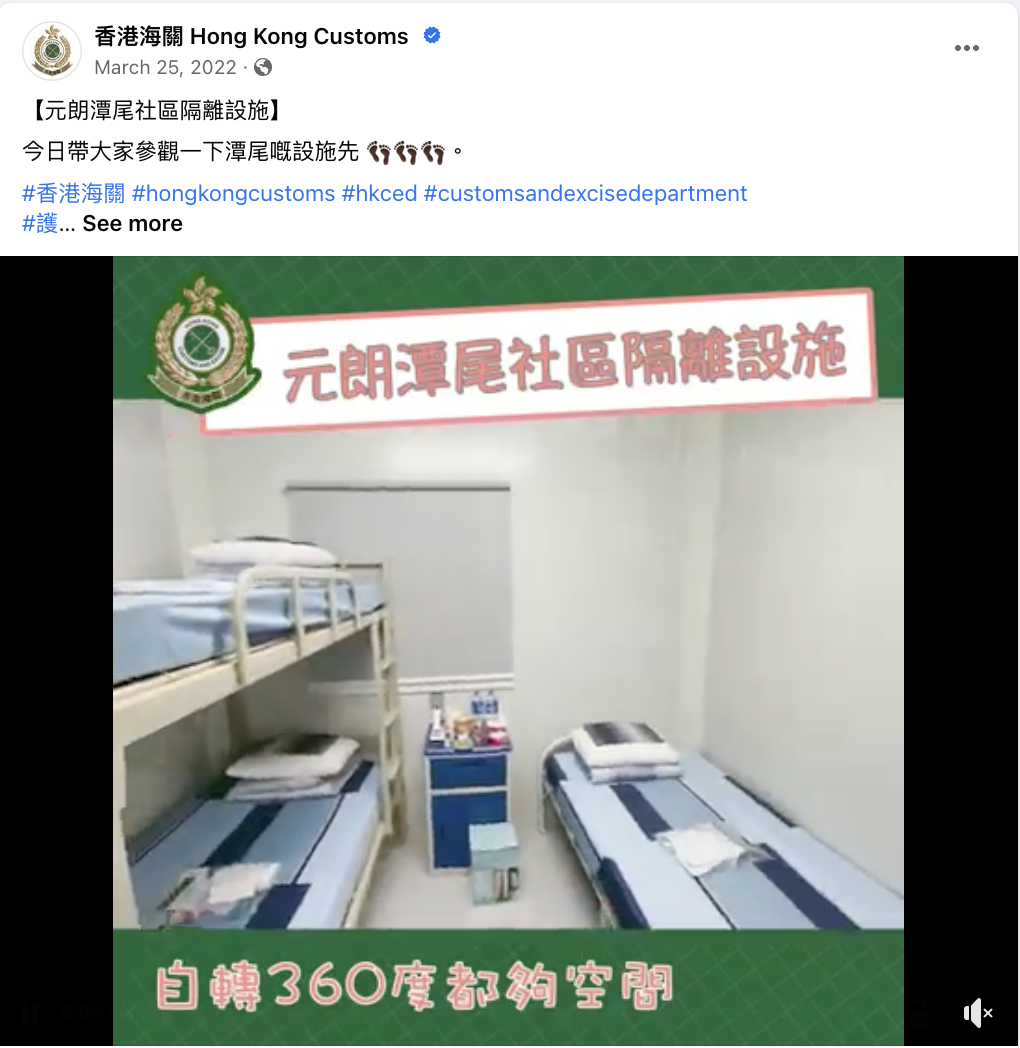 香港海關 Hong Kong Customs
March 25, 2022 ·
【元朗潭尾社區隔離設施】
今日帶大家參觀一下潭尾嘅設施先 👣👣👣。
#香港海關 #hongkongcustoms #hkced #customsandexcisedepartment
#護... See more
元朗潭尾社區隔離設施
自轉360度都夠空間